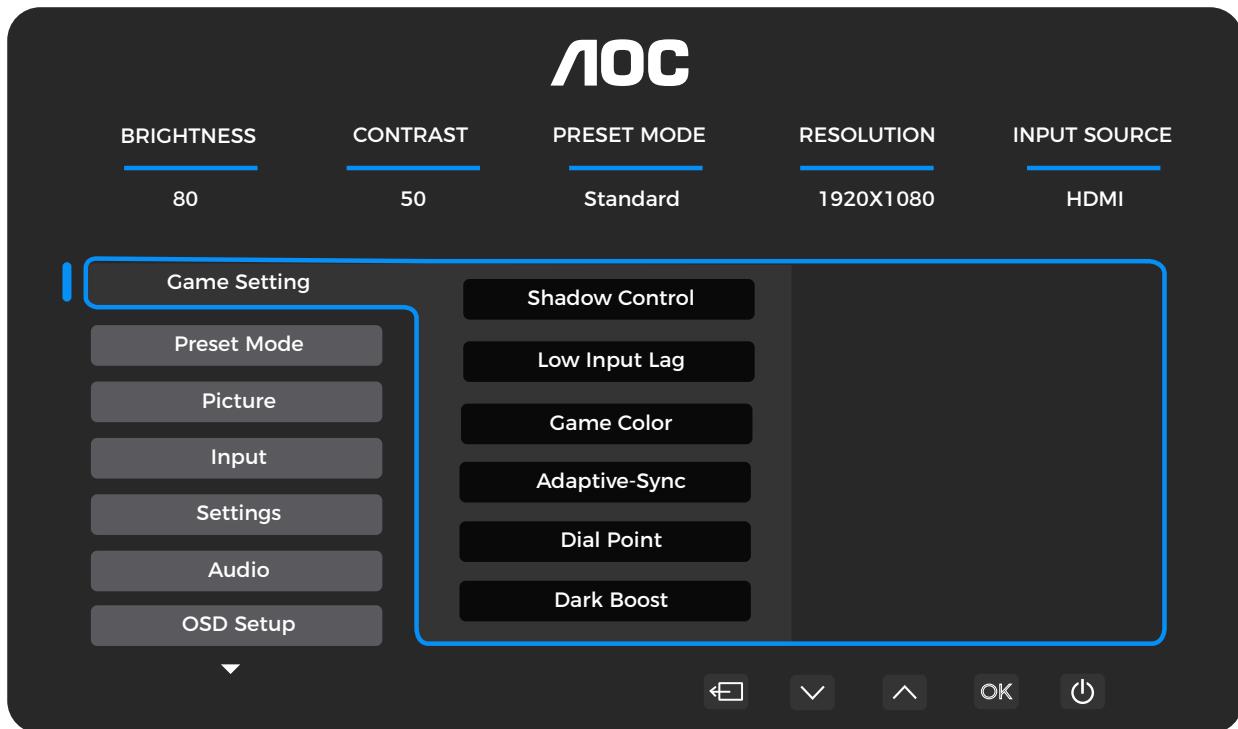 AOC
BRIGHTNESS CONTRAST PRESET MODE RESOLUTION INPUT SOURCE
80 50 Standard 1920X1080 HDMI
Game Setting
Preset Mode
Picture
Input
Settings
Audio
OSD Setup
Shadow Control
Low Input Lag
Game Color
Adaptive-Sync
Dial Point
Dark Boost
OK